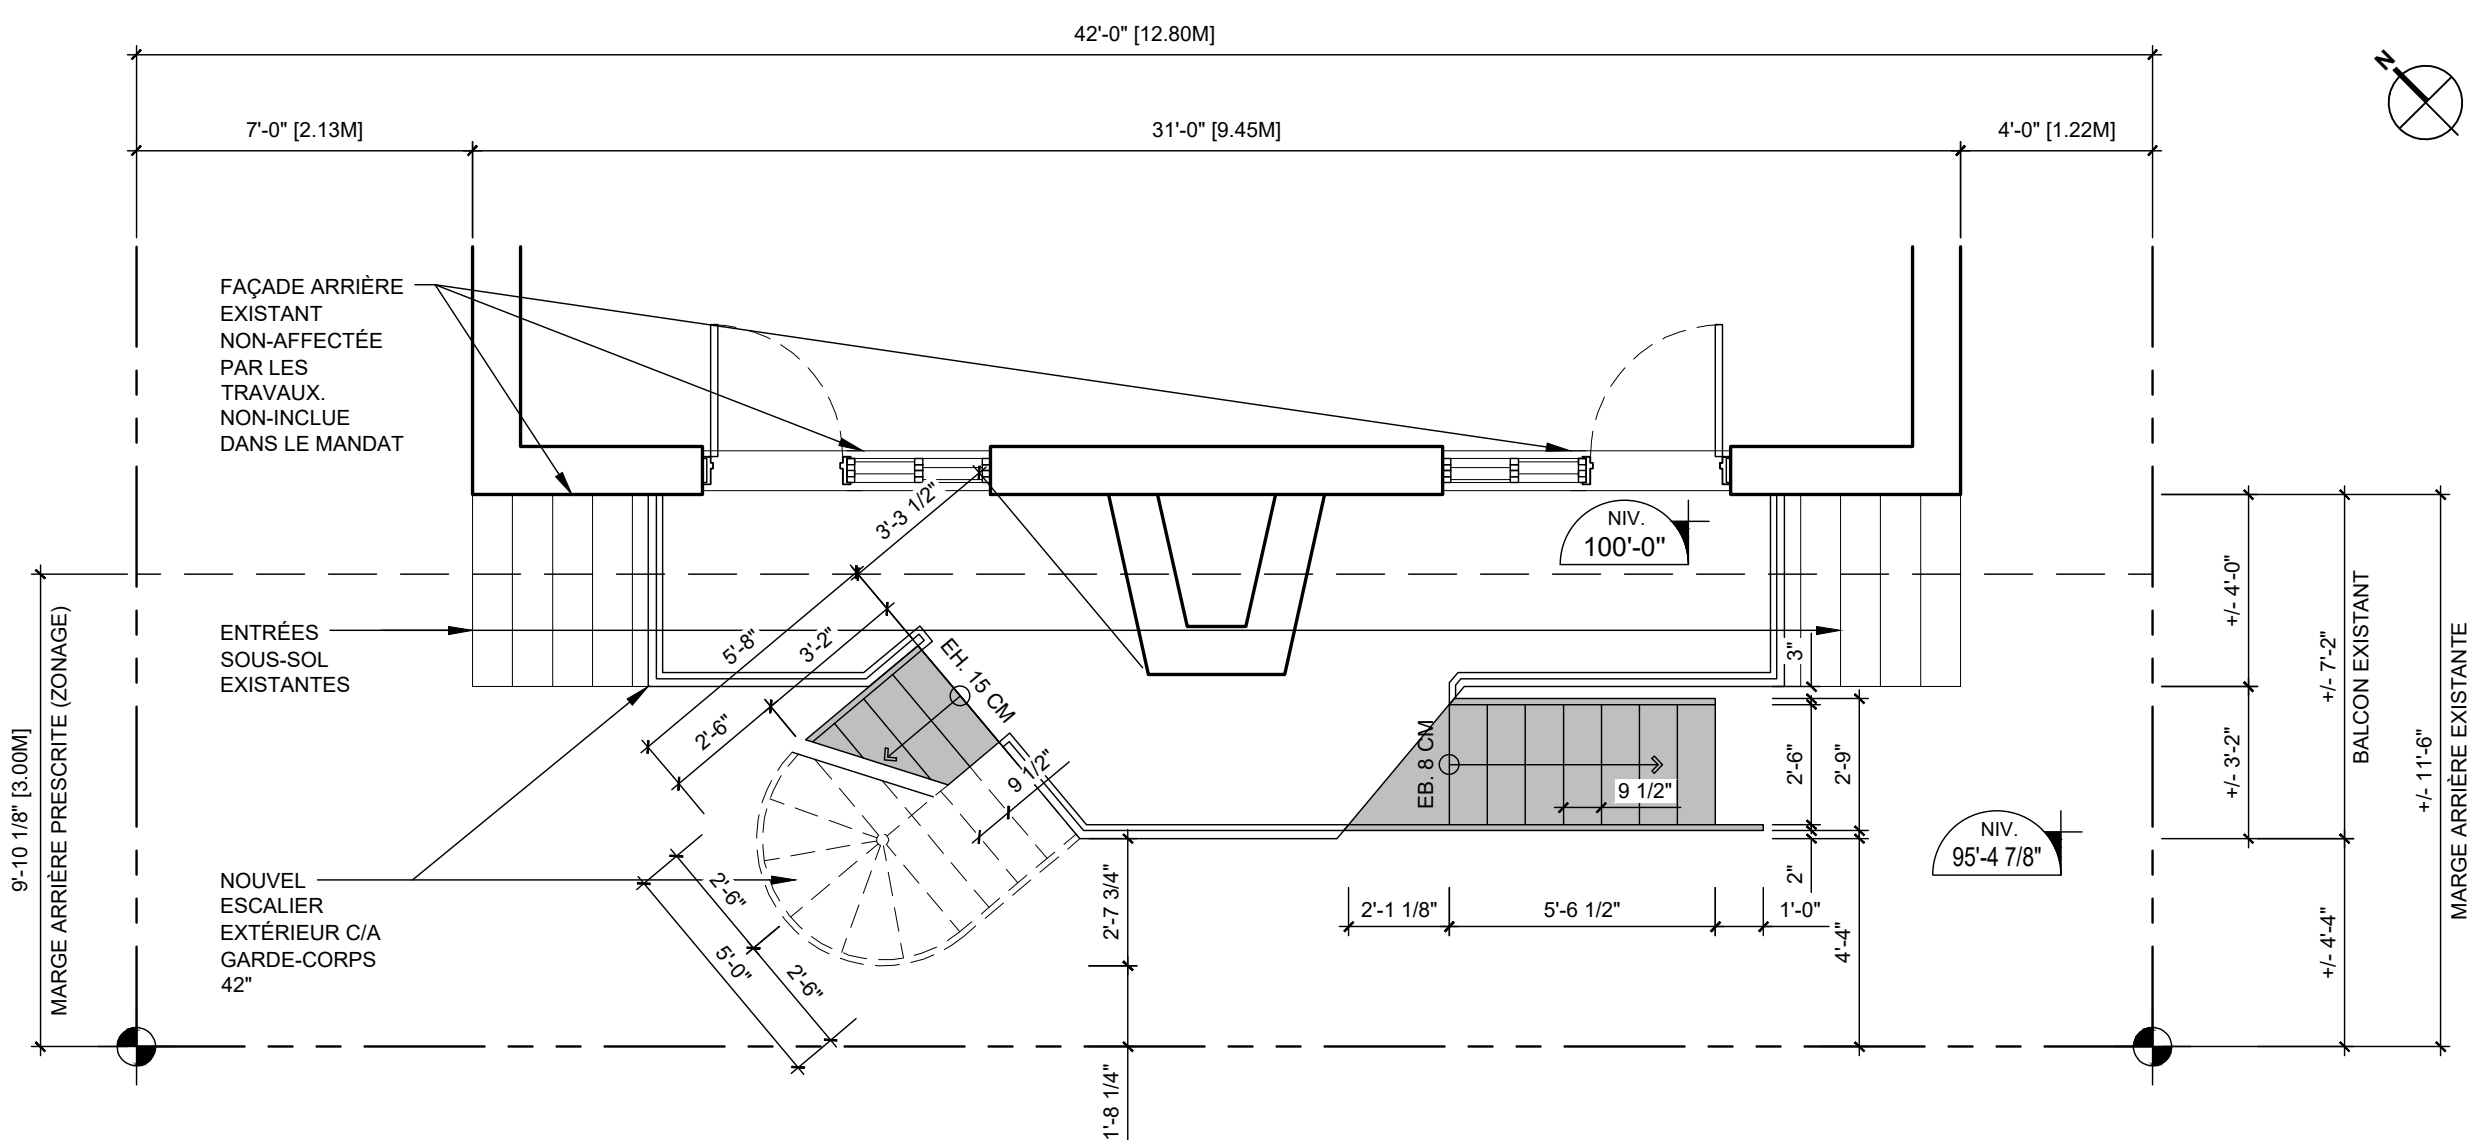 42'-0" [12.80M]
N
7'-0" [2.13M]
31'-0" [9.45M]
4'-0" [1.22M]
FAÇADE ARRIÈRE
EXISTANT
NON-AFFECTÉE
PAR LES
TRAVAUX.
NON-INCLUE
DANS LE MANDAT
3'-3 1/2"
NIV.
100'-0"
+/- 4'-0"
BALCON EXISTANT
+/- 7'-2"
MARGE ARRIÈRE EXISTANTE
+/- 11'-6"
MARGE ARRIÈRE PRESCRITE (ZONAGE)
9'-10 1/8" [3.00M]
ENTRÉES
SOUS-SOL
EXISTANTES
5'-8"
3'-2"
2'-6"
EH. 15 CM
9 1/2"
3"
EB. 8 CM
9 1/2"
2'-6"
2'-9"
+/- 3'-2"
NIV.
95'-4 7/8"
NOUVEL
ESCALIER
EXTÉRIEUR C/A
GARDE-CORPS
42"
2'-6"
5'-0"
2'-6"
2'-7 3/4"
2'-1 1/8"
5'-6 1/2"
1'-0"
2"
4'-4"
+/- 4'-4"
1'-8 1/4"